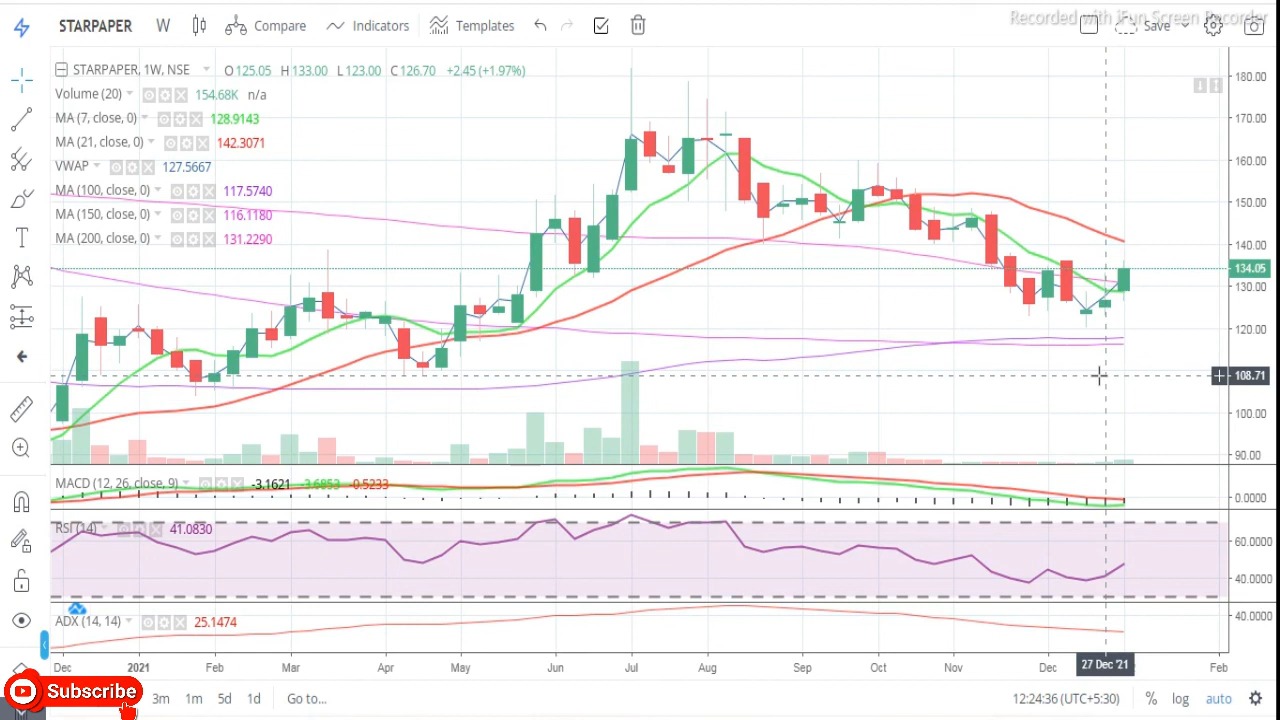 Recorded with iFun Screen Recorder
STARPAPER W Compare Indicators Templates Save
STARPAPER, 1W, NSE O125.05 H133.00 L123.00 C126.70 +2.45 (+1.97%)
Volume (20) 154.68K n/a
MA (7, close, 0) 128.9143
MA (21, close, 0) 142.3071
VWAP 127.5667
MA (100, close, 0) 117.5740
MA (150, close, 0) 116.1180
MA (200, close, 0) 131.2290
180.00
170.00
160.00
150.00
140.00
134.05
130.00
120.00
108.71
100.00
90.00
MACD (12, 26, close, 9) -3.1621 -3.6853 -0.5233
0.0000
RSI (14) 41.0830
60.0000
40.0000
ADX (14, 14) 25.1474
40.0000
Dec 2021 Feb Mar Apr May Jun Jul Aug Sep Oct Nov Dec 27 Dec '21 Feb
Subscribe
3m 1m 5d 1d Go to... 12:24:36 (UTC+5:30) % log auto